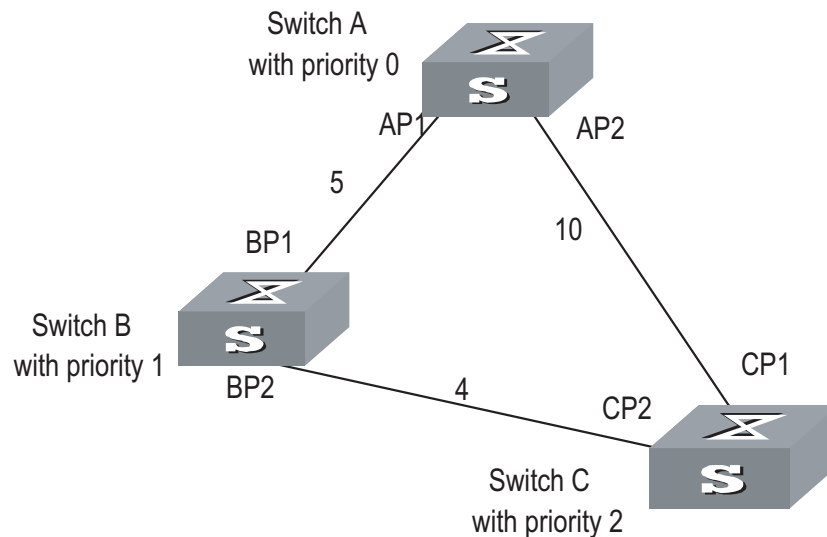 Switch A
with priority 0
S
AP1
AP2
5
10
BP1
Switch B
with priority 1
S
BP2
4
CP1
CP2
S
Switch C
with priority 2